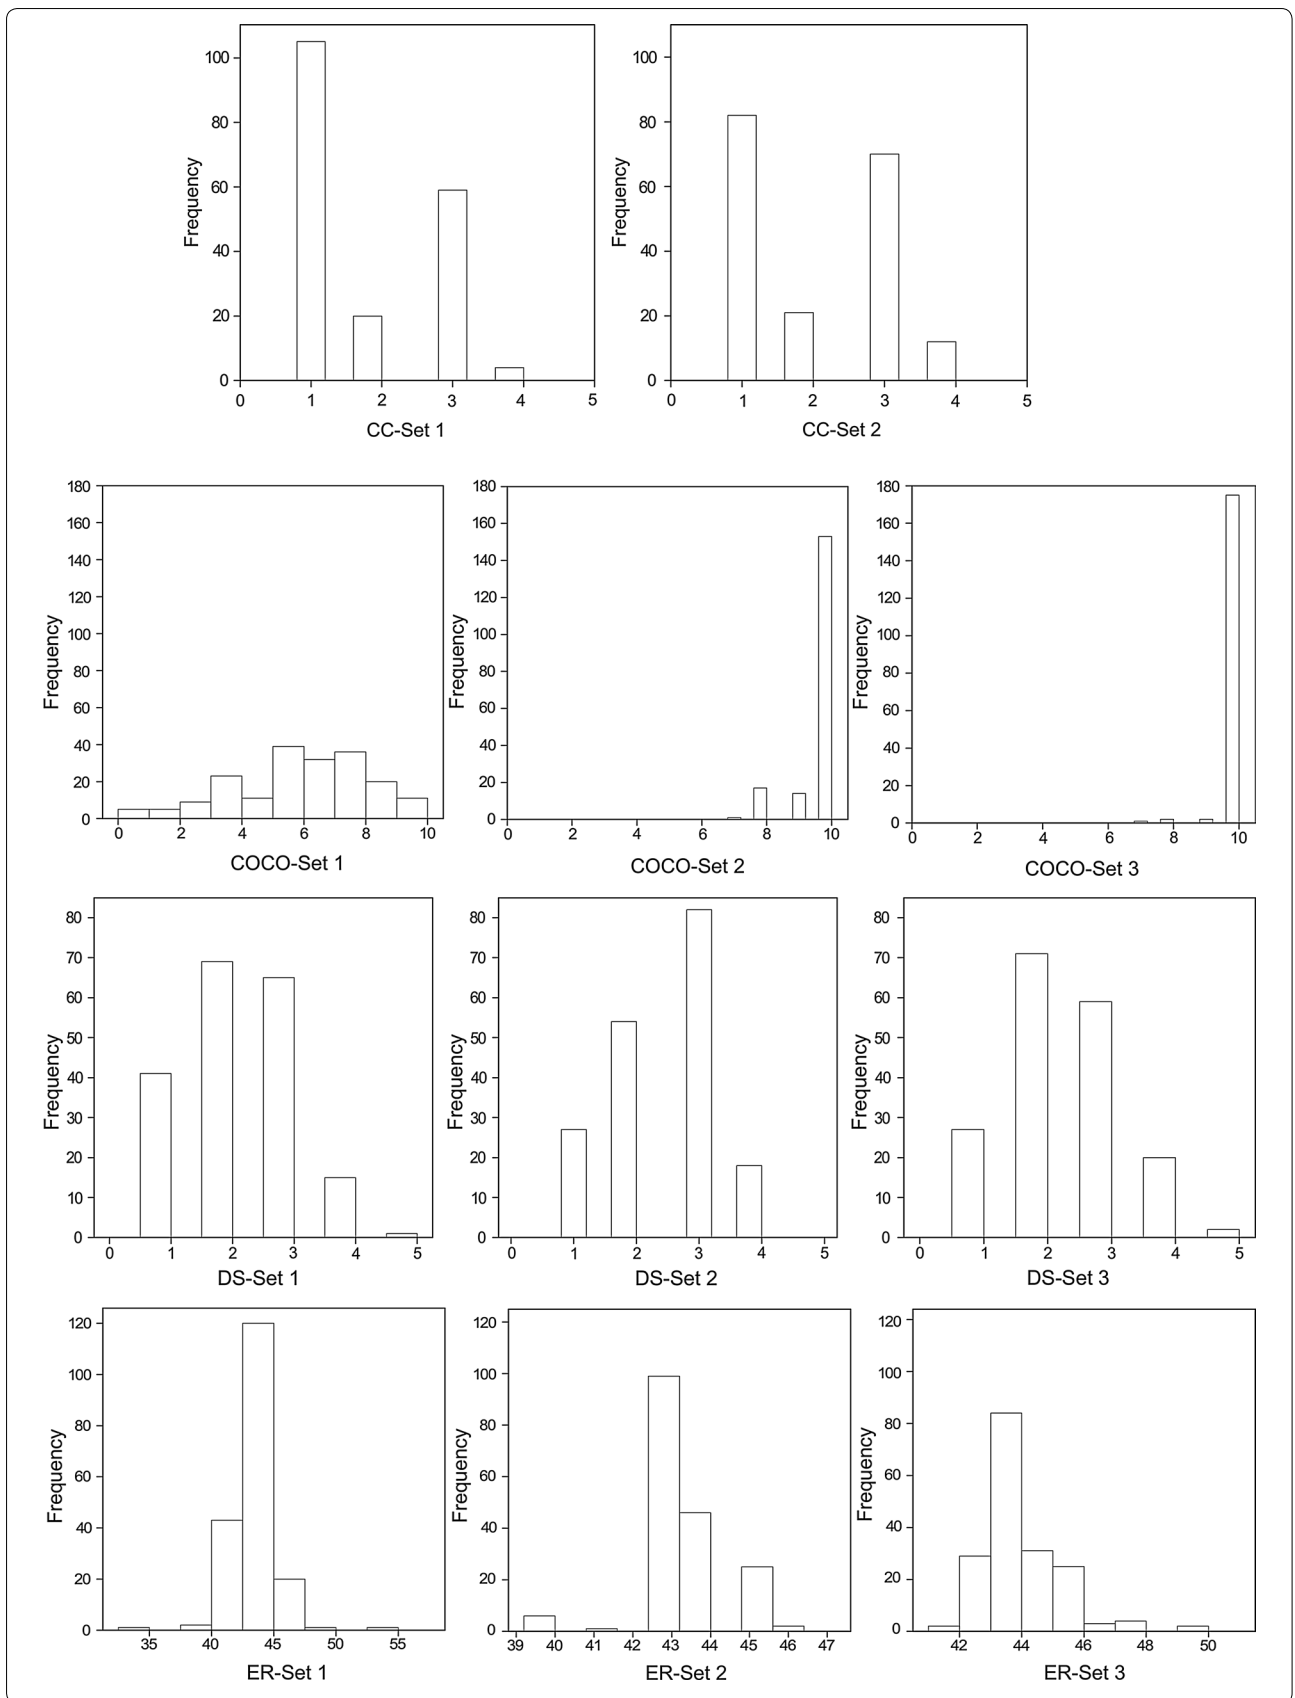 100
80
60
40
20
0
Frequency
0 1 2 3 4 5
CC-Set 1
100
80
60
40
20
0
Frequency
0 1 2 3 4 5
CC-Set 2
180
160
140
120
100
80
60
40
20
0
Frequency
0 2 4 6 8 10
COCO-Set 1
180
160
140
120
100
80
60
40
20
0
Frequency
0 2 4 6 8 10
COCO-Set 2
180
160
140
120
100
80
60
40
20
0
Frequency
0 2 4 6 8 10
COCO-Set 3
80
70
60
50
40
30
20
10
0
Frequency
0 1 2 3 4 5
DS-Set 1
80
70
60
50
40
30
20
10
0
Frequency
0 1 2 3 4 5
DS-Set 2
80
70
60
50
40
30
20
10
0
Frequency
0 1 2 3 4 5
DS-Set 3
120
100
80
60
40
20
0
Frequency
35 40 45 50 55
ER-Set 1
120
100
80
60
40
20
0
Frequency
39 40 41 42 43 44 45 46 47
ER-Set 2
120
100
80
60
40
20
0
Frequency
42 44 46 48 50
ER-Set 3